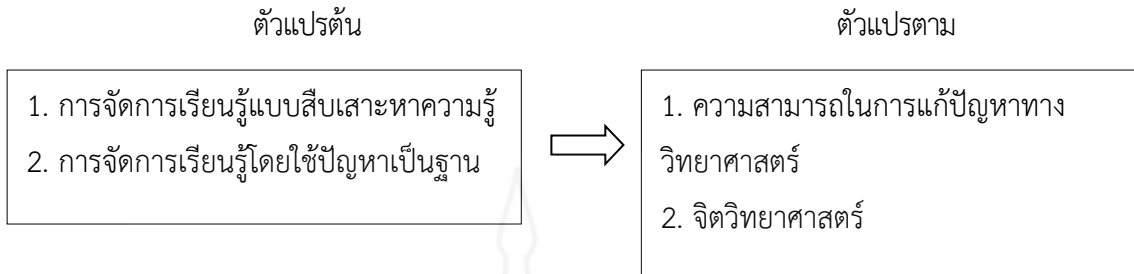 ตัวแปรต้น
ตัวแปรตาม
1. การจัดการเรียนรู้แบบสืบเสาะหาความรู้
2. การจัดการเรียนรู้โดยใช้ปัญหาเป็นฐาน
1. ความสามารถในการแก้ปัญหาทาง
วิทยาศาสตร์
2. จิตวิทยาศาสตร์